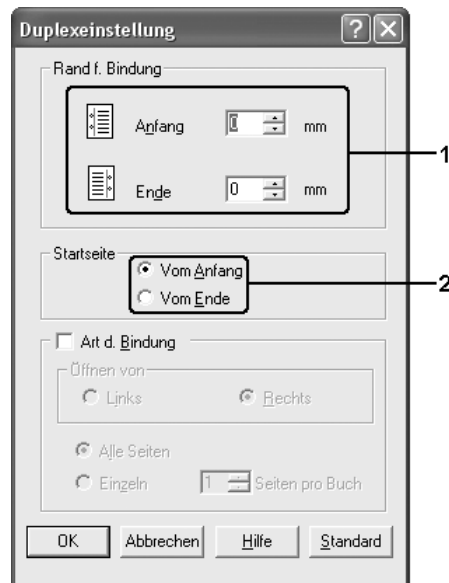 Duplexeinstellung
Rand f. Bindung
Anfang 0 mm
1
Ende 0 mm
Startseite
Vom Anfang
2
Vom Ende
Art d. Bindung
Öffnen von
Links Rechts
Alle Seiten
Einzeln 1 Seiten pro Buch
OK Abbrechen Hilfe Standard